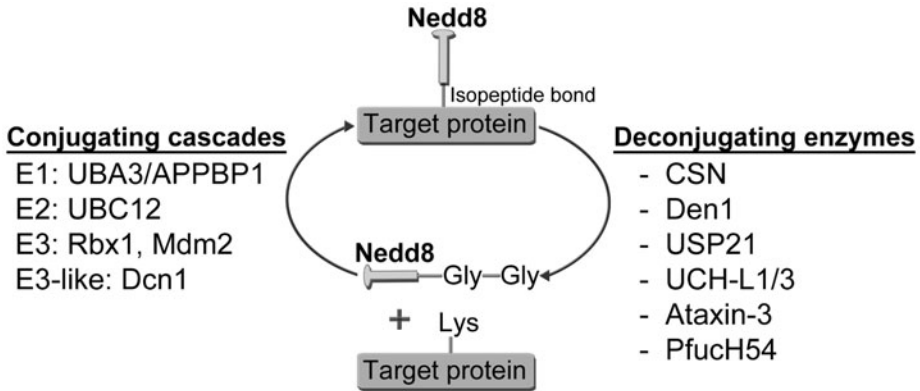 Nedd8
Isopeptide bond
Target protein
Conjugating cascades
E1: UBA3/APPBP1
E2: UBC12
E3: Rbx1, Mdm2
E3-like: Dcn1
Deconjugating enzymes
- CSN
- Den1
- USP21
- UCH-L1/3
- Ataxin-3
- PfucH54
Nedd8
Gly Gly
+ Lys
Target protein